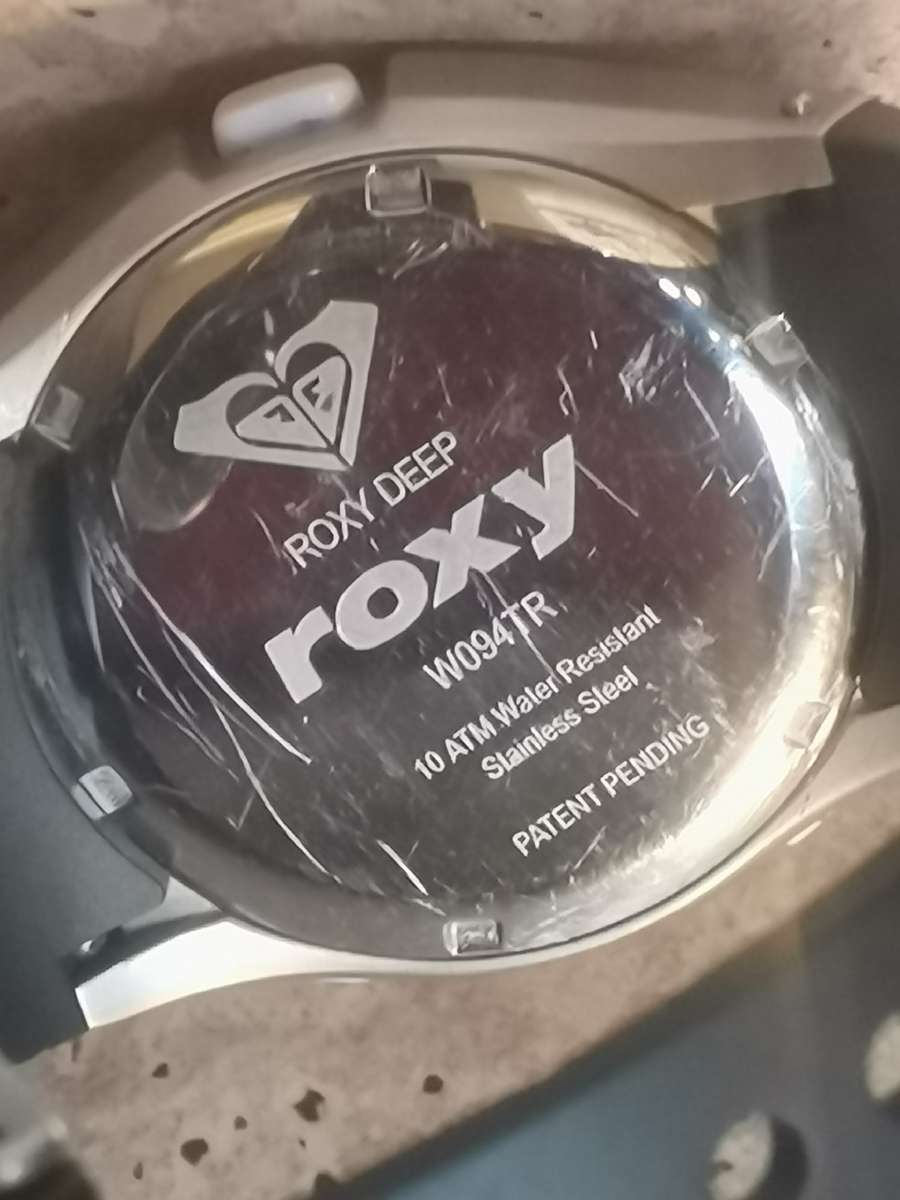 ROXY DEEP
roxy
W094TR
10 ATM Water Resistant
Stainless Steel
PATENT PENDING